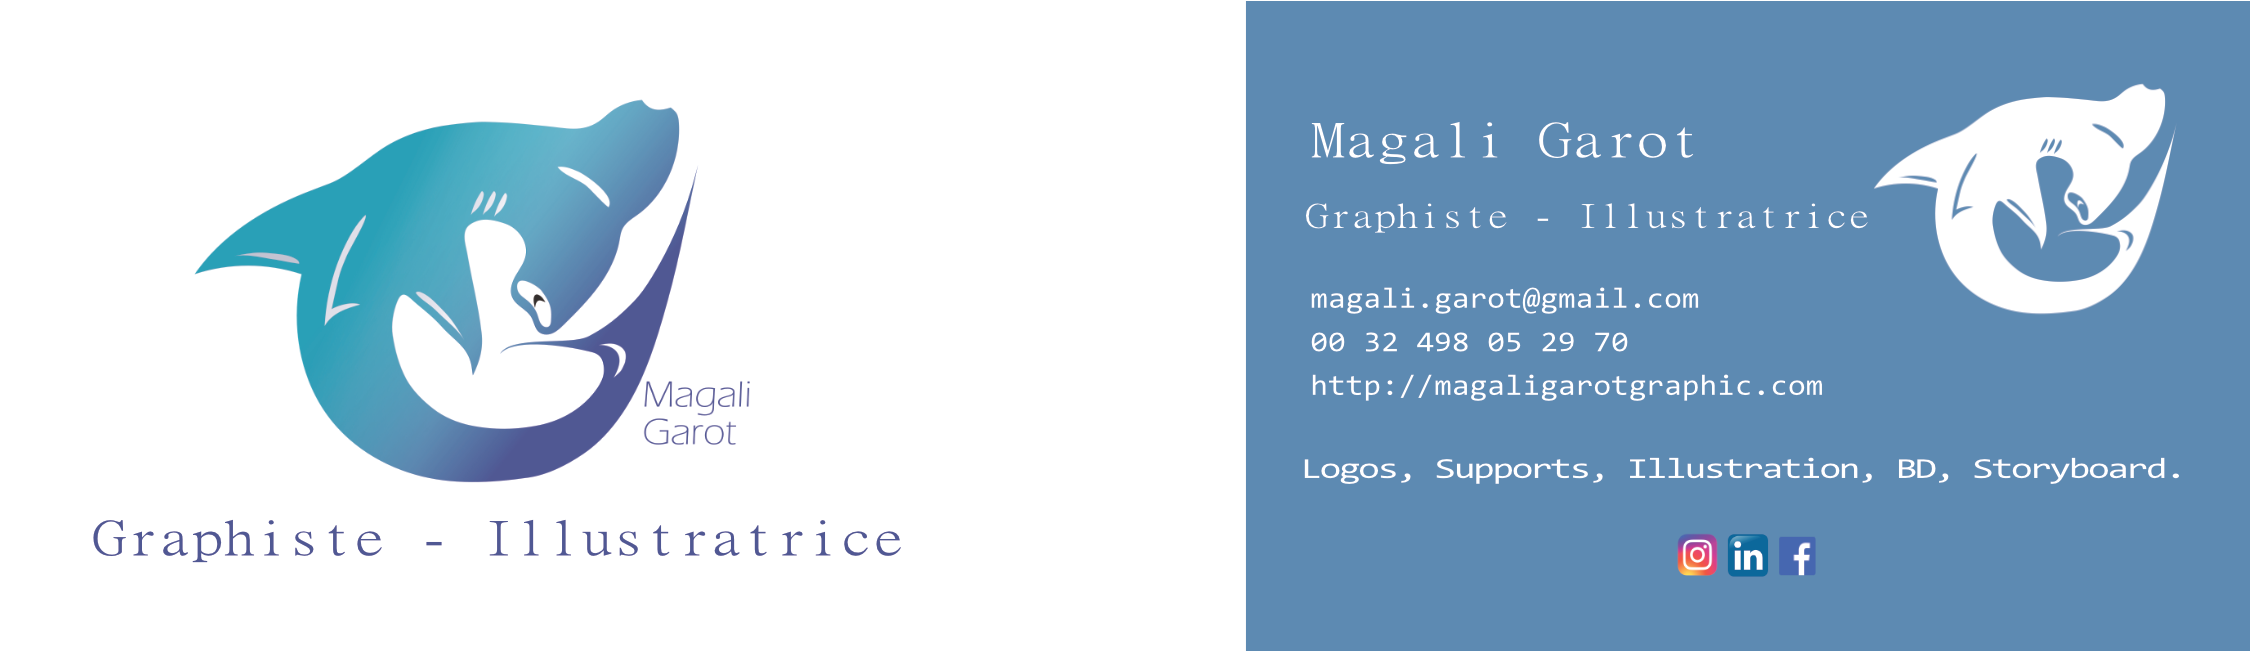 Magali
Garot
Graphiste - Illustratrice
Magali Garot
Graphiste - Illustratrice
magali.garot@gmail.com
00 32 498 05 29 70
http://magaligarotgraphic.com
Logos, Supports, Illustration, BD, Storyboard.
in f